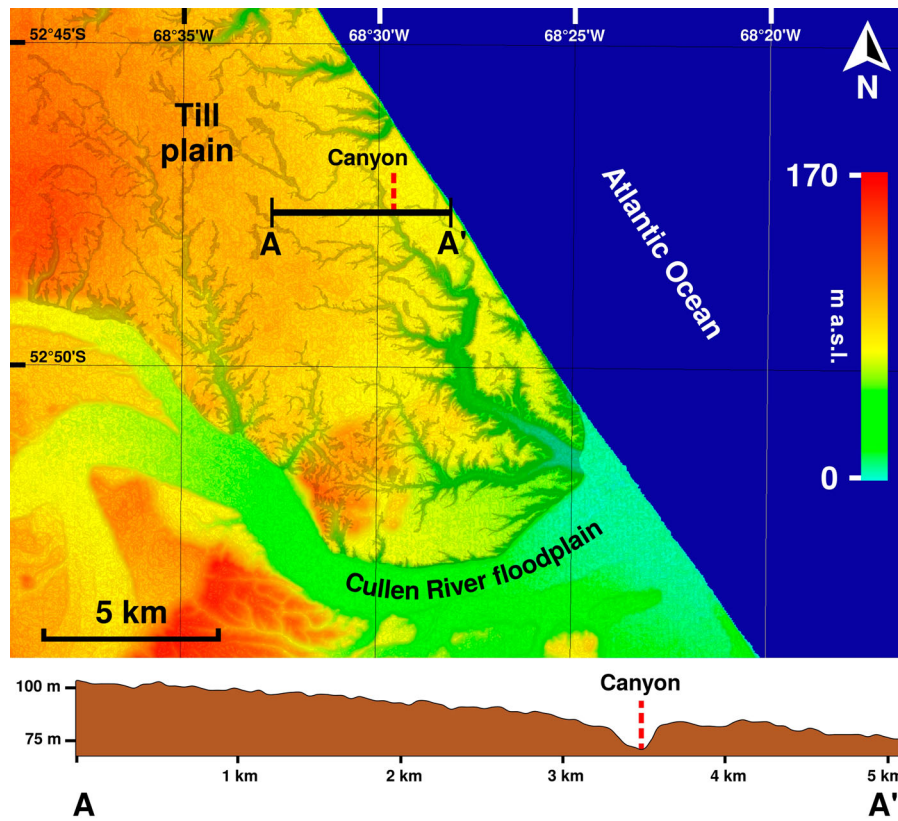 52°45'S
68°35'W
68°30'W
68°25'W
68°20'W
N
Till
plain
Canyon
170
A
A'
Atlantic Ocean
m a.s.l.
52°50'S
0
Cullen River floodplain
5 km
Canyon
100 m
75 m
1 km
2 km
3 km
4 km
5 km
A
A'